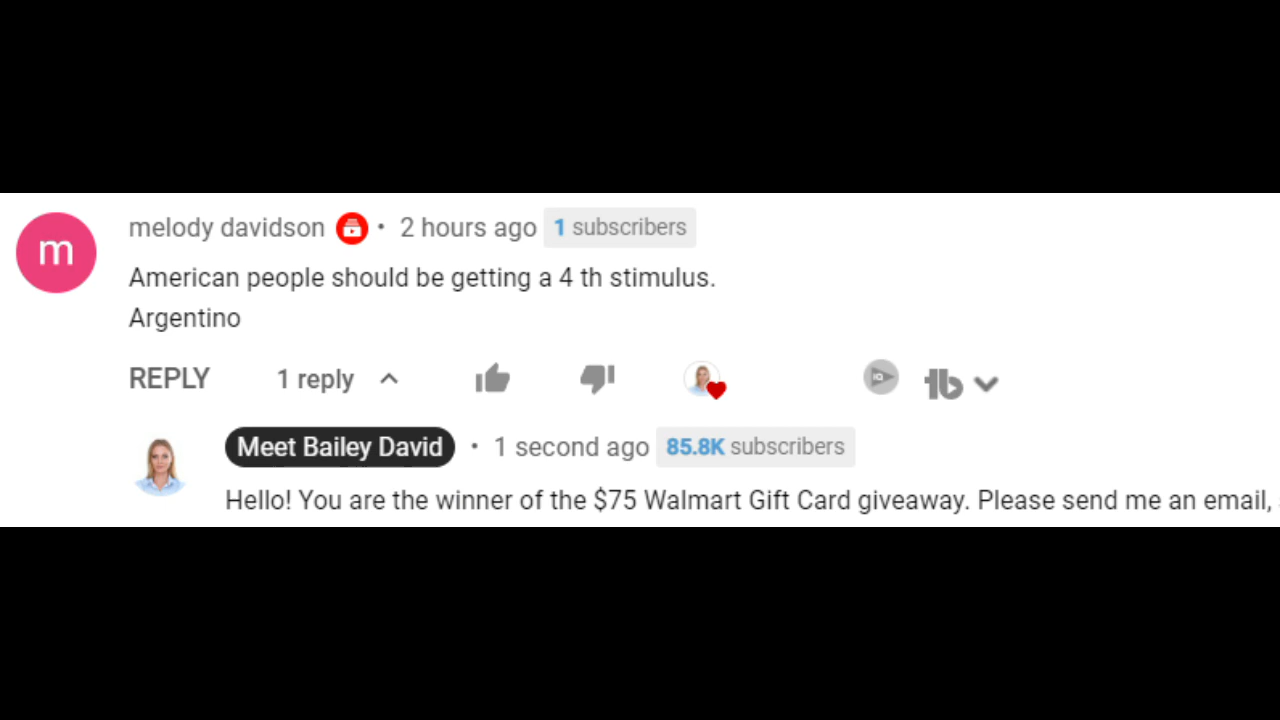 m
melody davidson • 2 hours ago 1 subscribers
American people should be getting a 4 th stimulus.
Argentino
REPLY 1 reply
Meet Bailey David • 1 second ago 85.8K subscribers
Hello! You are the winner of the $75 Walmart Gift Card giveaway. Please send me an email,